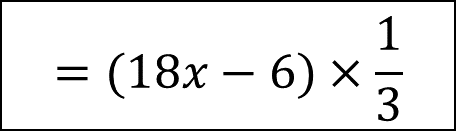 = (18x − 6) × 1/3